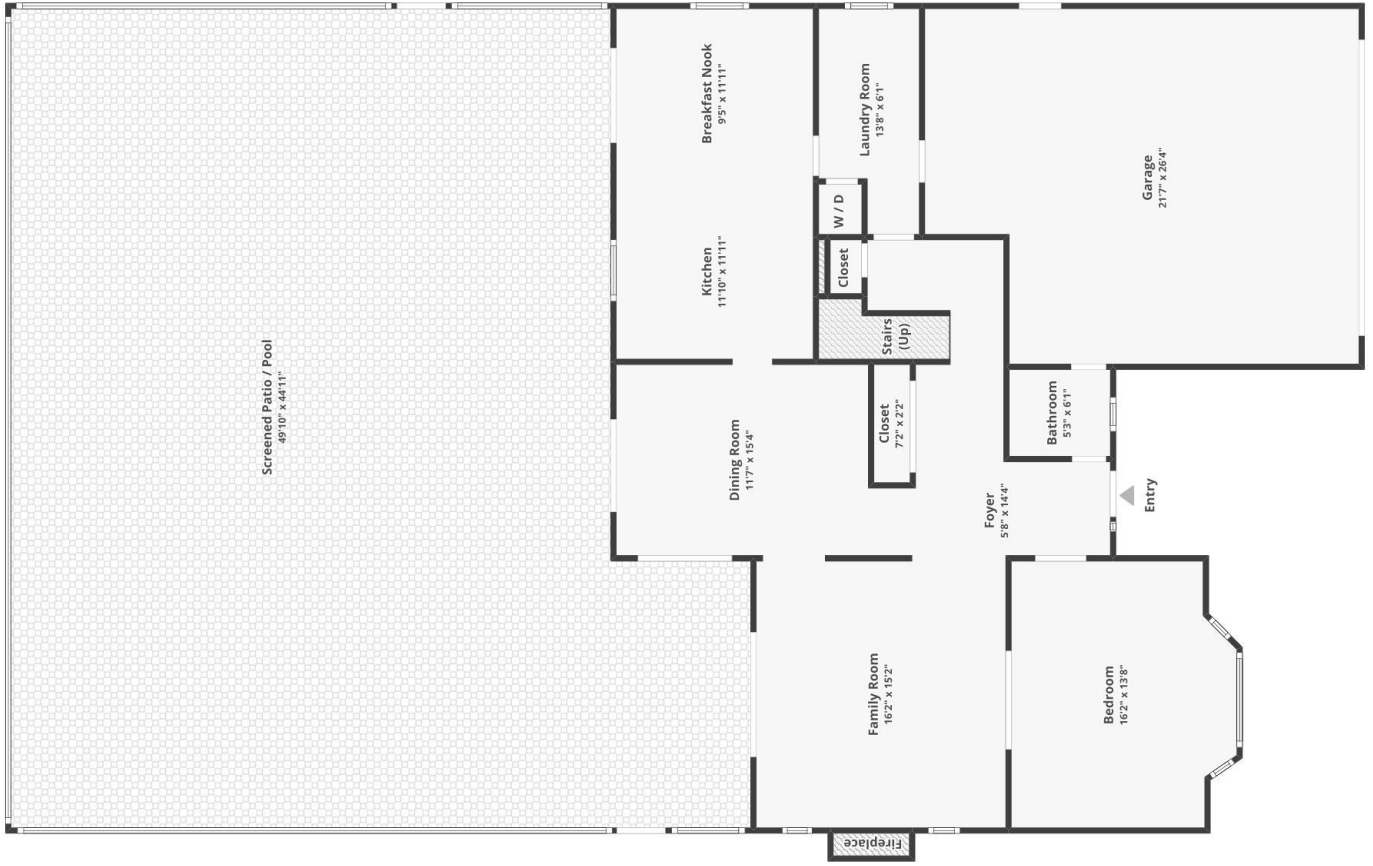 Screened Patio / Pool
49'10" x 44'11"
Breakfast Nook
9'5" x 11'11"
Kitchen
11'10" x 11'11"
Laundry Room
13'8" x 6'1"
W / D
Closet
Stairs
(Up)
Garage
21'7" x 26'4"
Dining Room
11'7" x 15'4"
Closet
7'2" x 2'2"
Bathroom
5'3" x 6'1"
Foyer
5'8" x 14'4"
Entry
Family Room
16'2" x 15'2"
Bedroom
16'2" x 13'8"
Fireplace